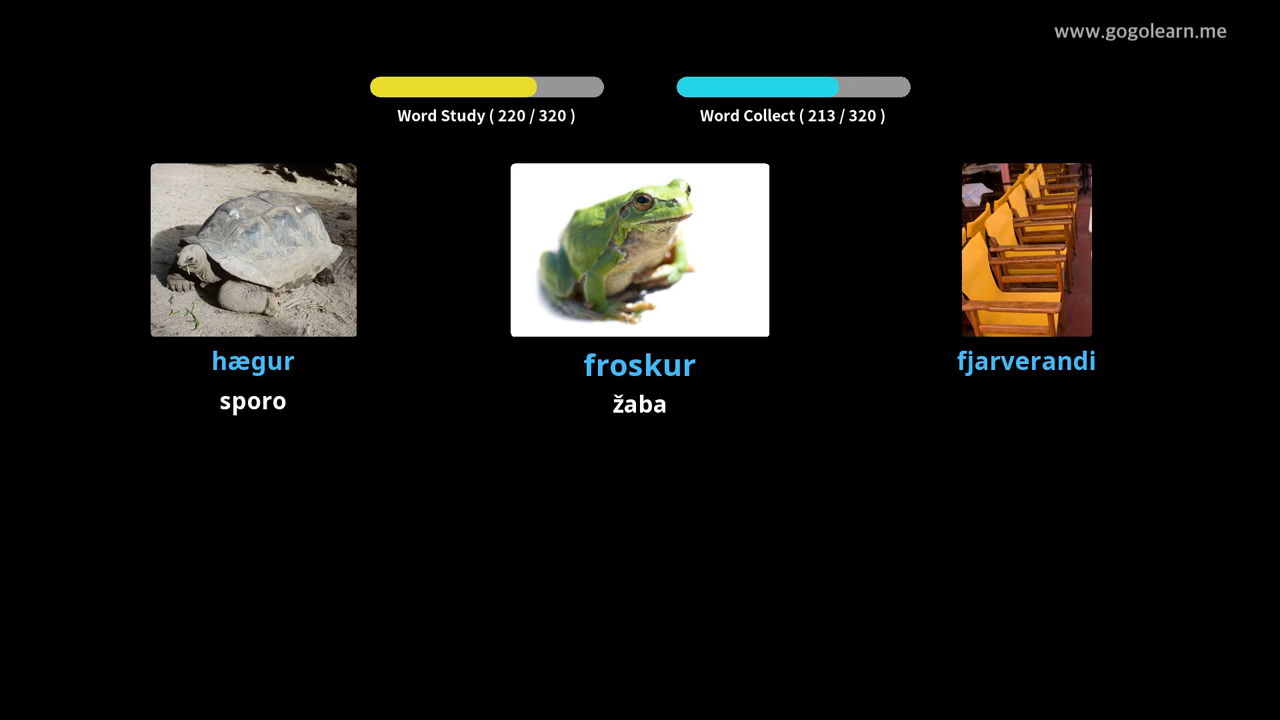 www.gogolearn.me
Word Study ( 220 / 320 )
Word Collect ( 213 / 320 )
hægur
froskur
fjarverandi
sporo
žaba